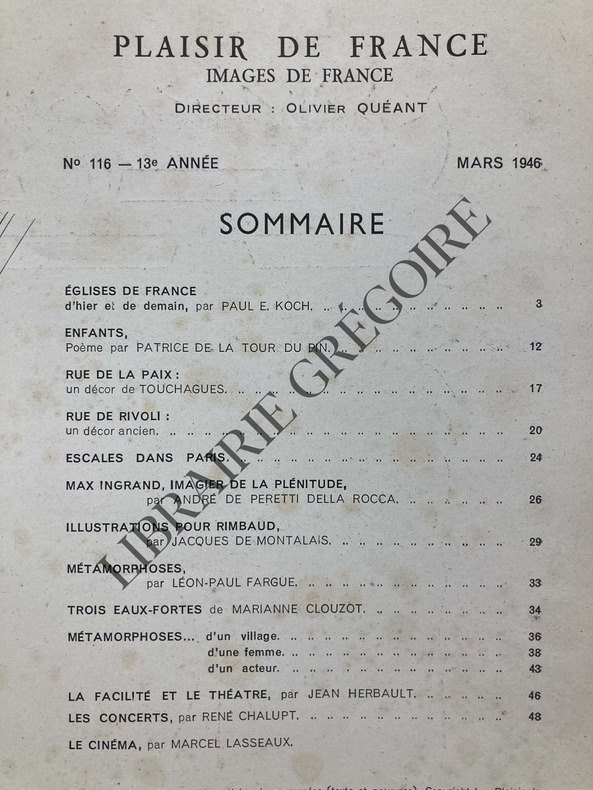 PLAISIR DE FRANCE
IMAGES DE FRANCE
DIRECTEUR : OLIVIER QUÉANT
Nº 116 — 13e ANNÉE MARS 1946
SOMMAIRE
ÉGLISES DE FRANCE
d'hier et de demain, par PAUL E. KOCH. 3
ENFANTS,
Poème par PATRICE DE LA TOUR DU PIN. 12
RUE DE LA PAIX :
un décor de TOUCHAGUES. 17
RUE DE RIVOLI :
un décor ancien. 20
ESCALES DANS PARIS. 24
MAX INGRAND, IMAGIER DE LA PLÉNITUDE,
par ANDRÉ DE PERETTI DELLA ROCCA. 26
ILLUSTRATIONS POUR RIMBAUD,
par JACQUES DE MONTALAIS. 29
MÉTAMORPHOSES,
par LÉON-PAUL FARGUE. 33
TROIS EAUX-FORTES de MARIANNE CLOUZOT. 34
MÉTAMORPHOSES... d'un village. 36
d'une femme. 38
d'un acteur. 43
LA FACILITÉ ET LE THÉATRE, par JEAN HERBAULT. 46
LES CONCERTS, par RENÉ CHALUPT. 48
LE CINÉMA, par MARCEL LASSEAUX.
LIBRAIRIE GRÉGOIRE